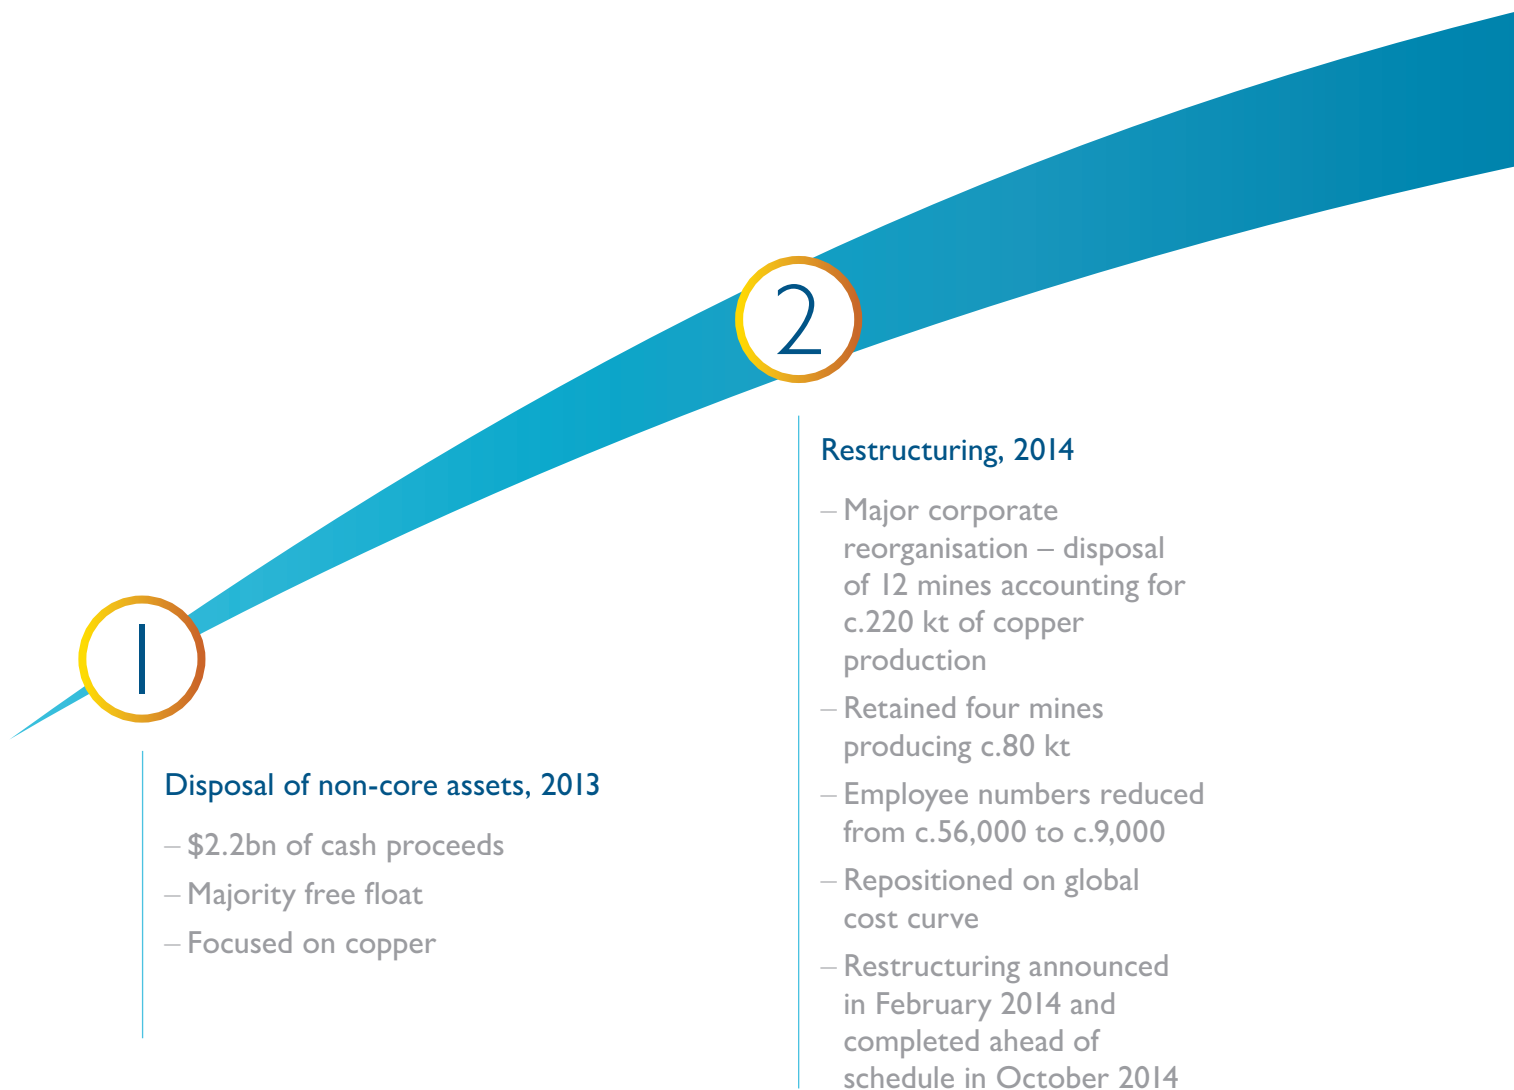 1
Disposal of non-core assets, 2013
– $2.2bn of cash proceeds
– Majority free float
– Focused on copper
2
Restructuring, 2014
– Major corporate
reorganisation – disposal
of 12 mines accounting for
c.220 kt of copper
production
– Retained four mines
producing c.80 kt
– Employee numbers reduced
from c.56,000 to c.9,000
– Repositioned on global
cost curve
– Restructuring announced
in February 2014 and
completed ahead of
schedule in October 2014